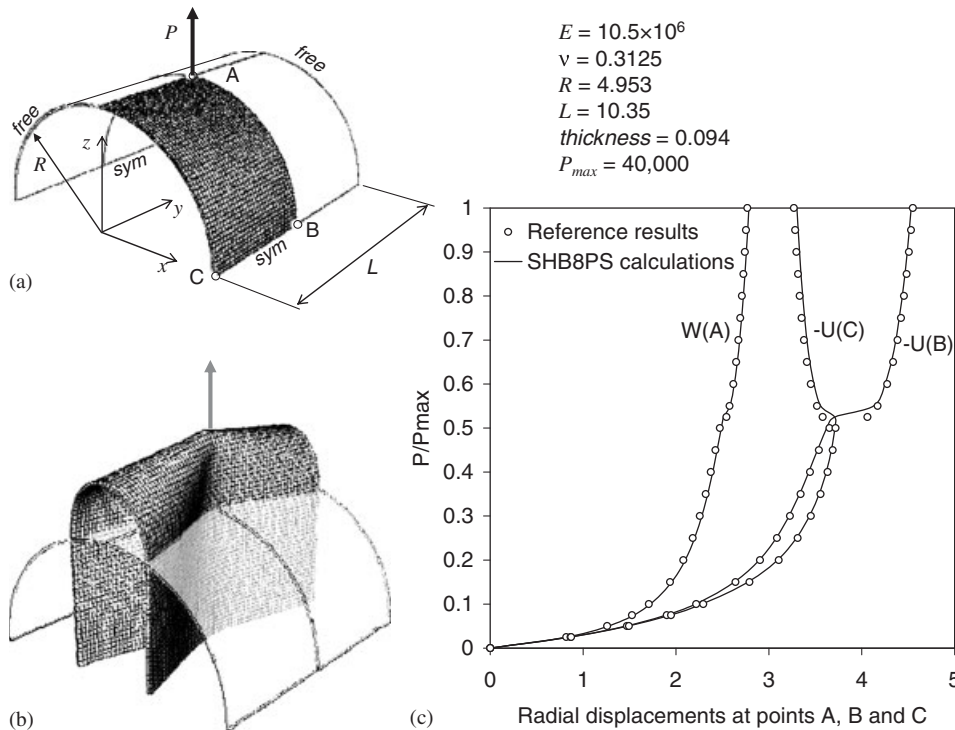 P
A
free
free
z
R
sym
y
x
B
sym
C
L
(a)
E = 10.5×10⁶
ν = 0.3125
R = 4.953
L = 10.35
thickness = 0.094
P_max = 40,000
(b)
1
0.9
0.8
0.7
0.6
0.5
0.4
0.3
0.2
0.1
0
P/Pmax
Reference results
SHB8PS calculations
W(A)
-U(C)
-U(B)
0 1 2 3 4 5
(c) Radial displacements at points A, B and C